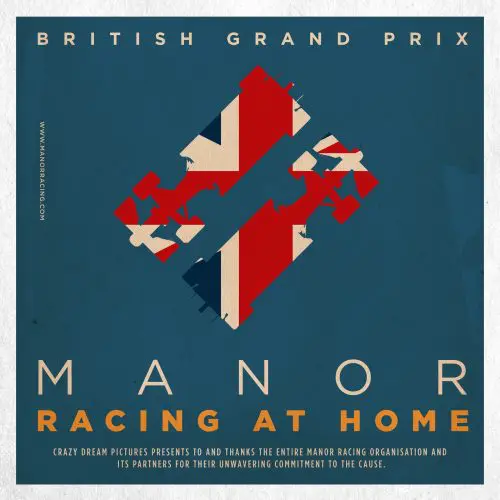 BRITISH GRAND PRIX
WWW.MANORRACING.COM
MANOR
RACING AT HOME
CRAZY DREAM PICTURES PRESENTS TO AND THANKS THE ENTIRE MANOR RACING ORGANISATION AND
ITS PARTNERS FOR THEIR UNWAVERING COMMITMENT TO THE CAUSE.